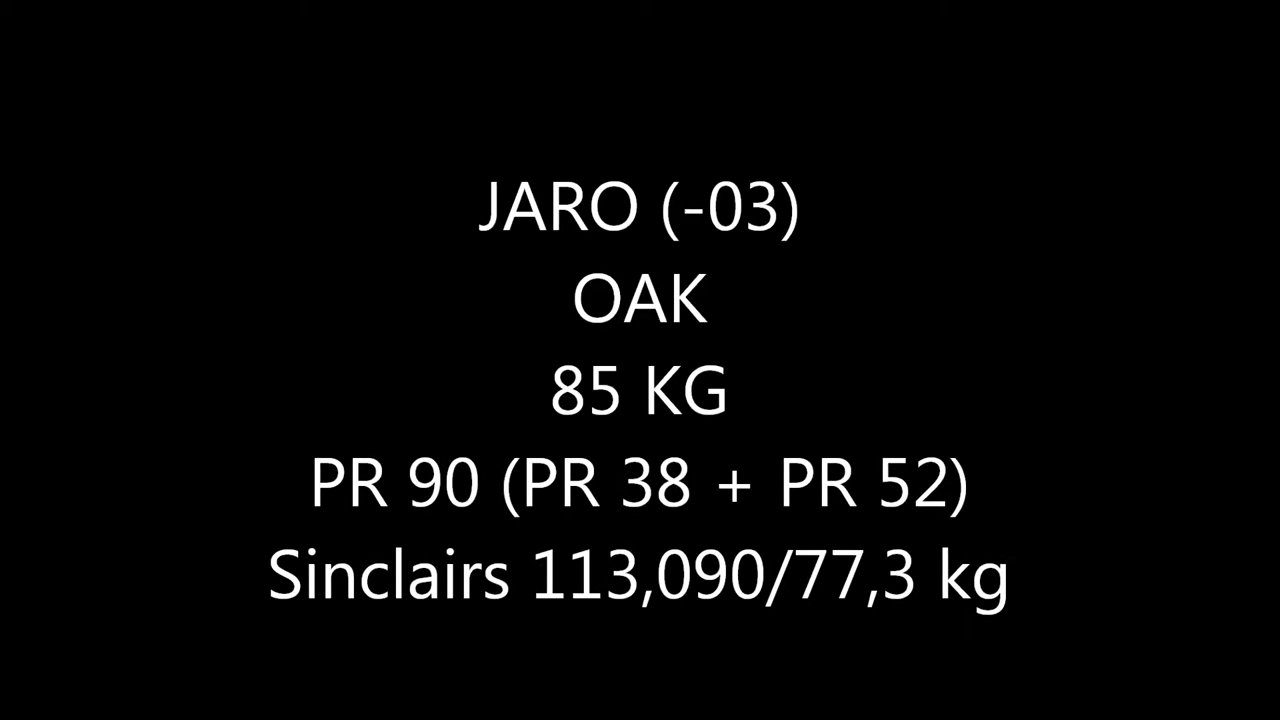 JARO (-03)
OAK
85 KG
PR 90 (PR 38 + PR 52)
Sinclairs 113,090/77,3 kg